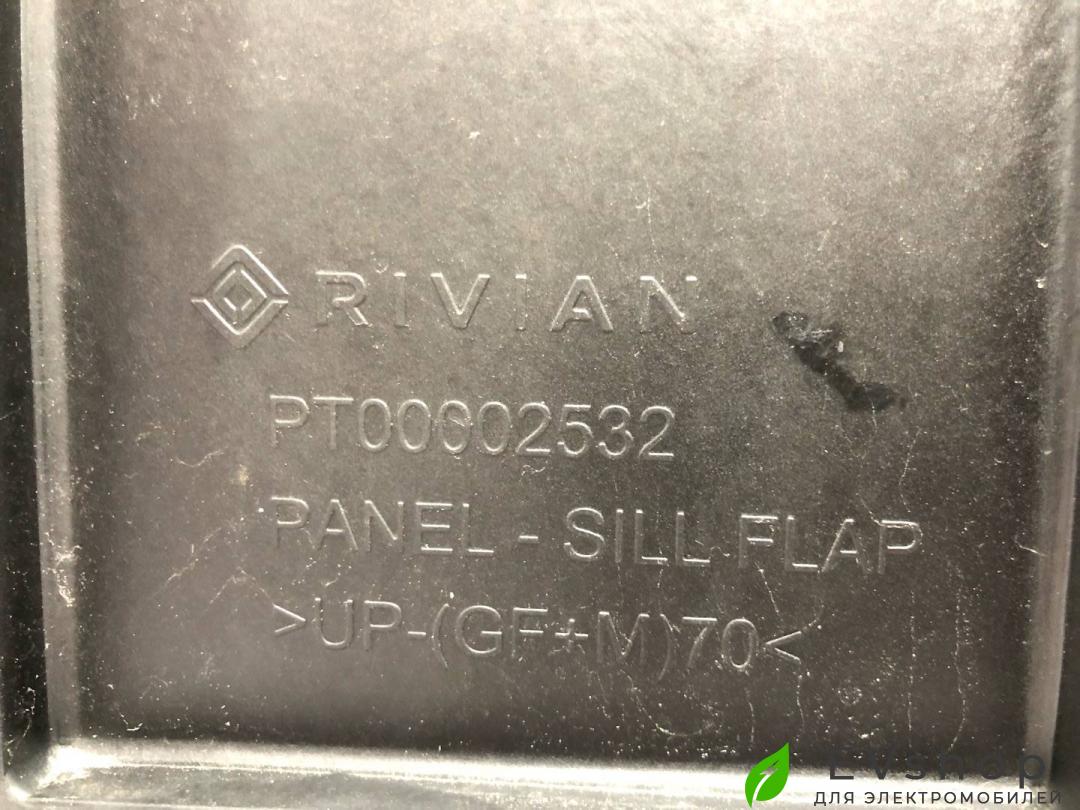 RIVIAN
PT00002532
PANEL - SILL FLAP
>UP-(GF+M)70<
EVshop
ДЛЯ ЭЛЕКТРОМОБИЛЕЙ